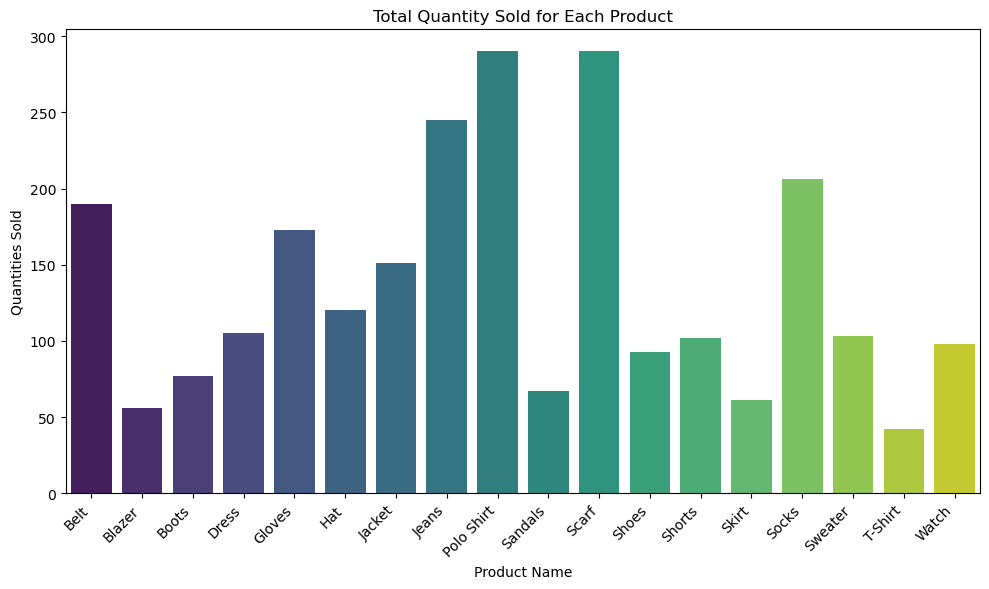 Total Quantity Sold for Each Product
Quantities Sold
300
250
200
150
100
50
0
Belt
Blazer
Boots
Dress
Gloves
Hat
Jacket
Jeans
Polo Shirt
Sandals
Scarf
Shoes
Shorts
Skirt
Socks
Sweater
T-Shirt
Watch
Product Name